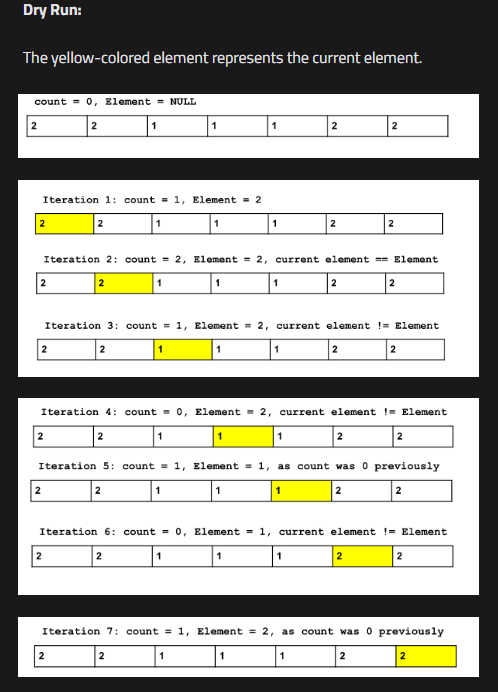 Dry Run:
The yellow-colored element represents the current element.
count = 0, Element = NULL
2 2 1 1 1 2 2
Iteration 1: count = 1, Element = 2
2 2 1 1 1 2 2
Iteration 2: count = 2, Element = 2, current element == Element
2 2 1 1 1 2 2
Iteration 3: count = 1, Element = 2, current element != Element
2 2 1 1 1 2 2
Iteration 4: count = 0, Element = 2, current element != Element
2 2 1 1 1 2 2
Iteration 5: count = 1, Element = 1, as count was 0 previously
2 2 1 1 1 2 2
Iteration 6: count = 0, Element = 1, current element != Element
2 2 1 1 1 2 2
Iteration 7: count = 1, Element = 2, as count was 0 previously
2 2 1 1 1 2 2